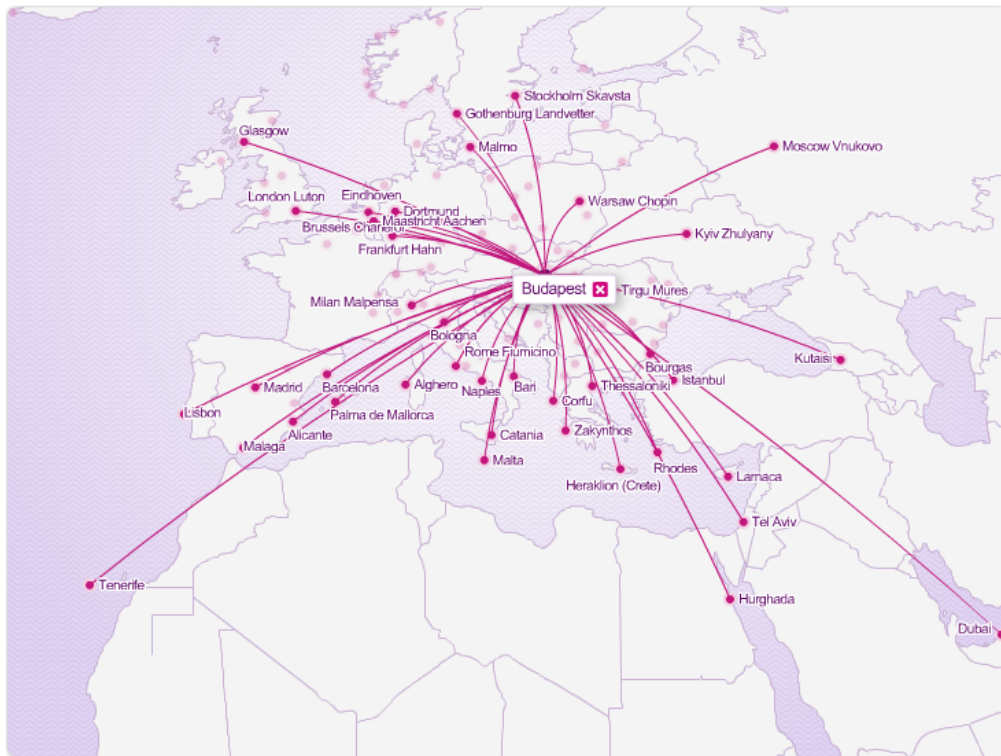 Stockholm Skavsta
Gothenburg Landvetter
Glasgow
Malmo
Moscow Vnukovo
Eindhoven
London Luton
Warsaw Chopin
Dortmund
Maastricht Aachen
Brussels Charleroi
Kyiv Zhulyany
Frankfurt Hahn
Budapest
Tirgu Mures
Milan Malpensa
Bologna
Rome Fiumicino
Kutaisi
Bourgas
Istanbul
Madrid
Barcelona
Alghero
Naples
Bari
Thessaloniki
Corfu
Lisbon
Palma de Mallorca
Alicante
Catania
Zakynthos
Malaga
Malta
Rhodes
Heraklion (Crete)
Larnaca
Tel Aviv
Tenerife
Hurghada
Dubai